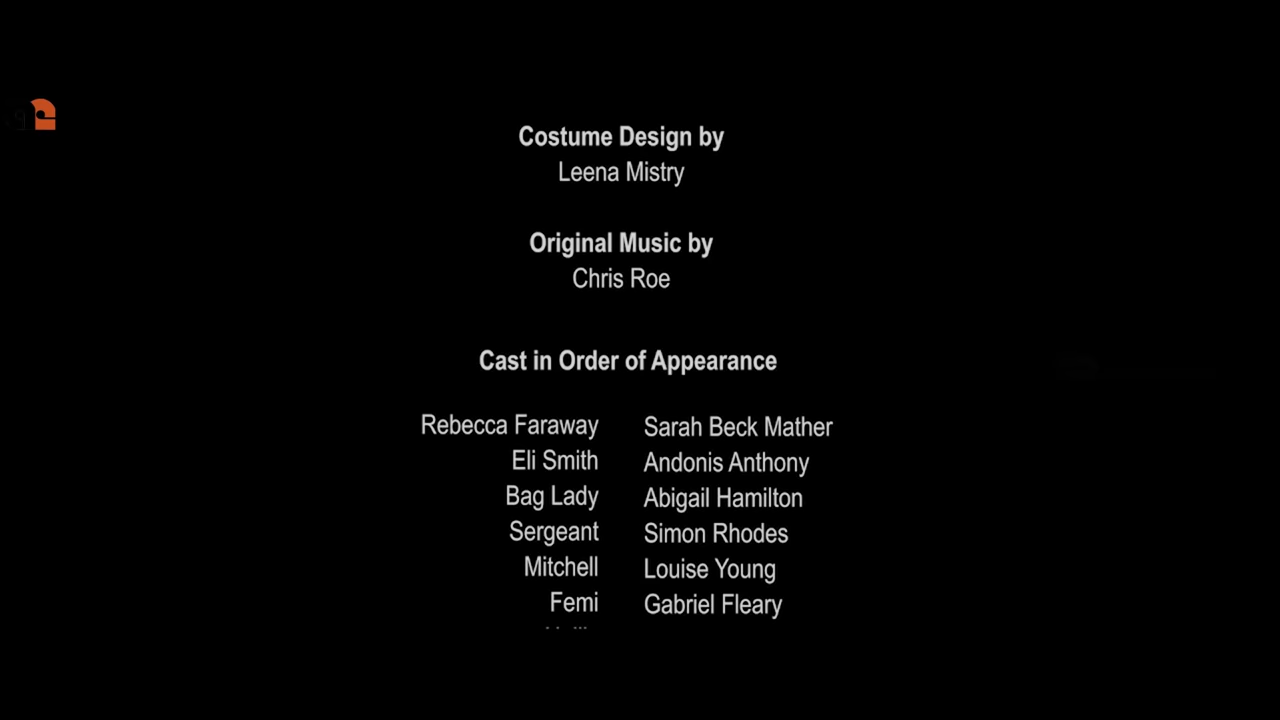 Costume Design by
Leena Mistry
Original Music by
Chris Roe
Cast in Order of Appearance
Rebecca Faraway Sarah Beck Mather
Eli Smith Andonis Anthony
Bag Lady Abigail Hamilton
Sergeant Simon Rhodes
Mitchell Louise Young
Femi Gabriel Fleary